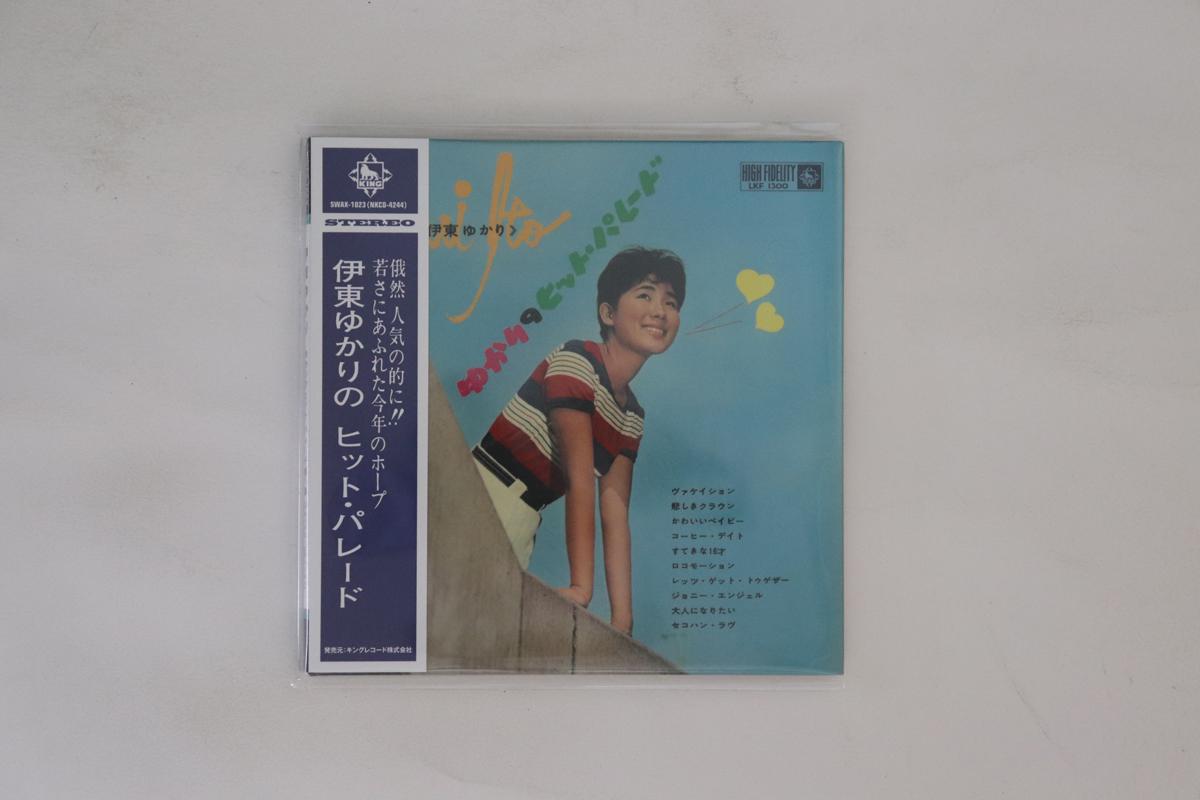 KING
SWAX-1023 (NKCD-4244)
STEREO
俄然 人気の的に!!
若さにあふれた今年のホープ
伊東ゆかりの ヒット・パレード
発売元:キングレコード株式会社
Ito
伊東ゆかり〉
ゆかりのヒット・パレード
HIGH FIDELITY
LKF 1300
ヴァケイション
悲しきクラウン
かわいいベイビー
コーヒー・デイト
すてきな16才
ロコモーション
レッツ・ゲット・トゥゲザー
ジョニー・エンジェル
大人になりたい
セコハン・ラヴ